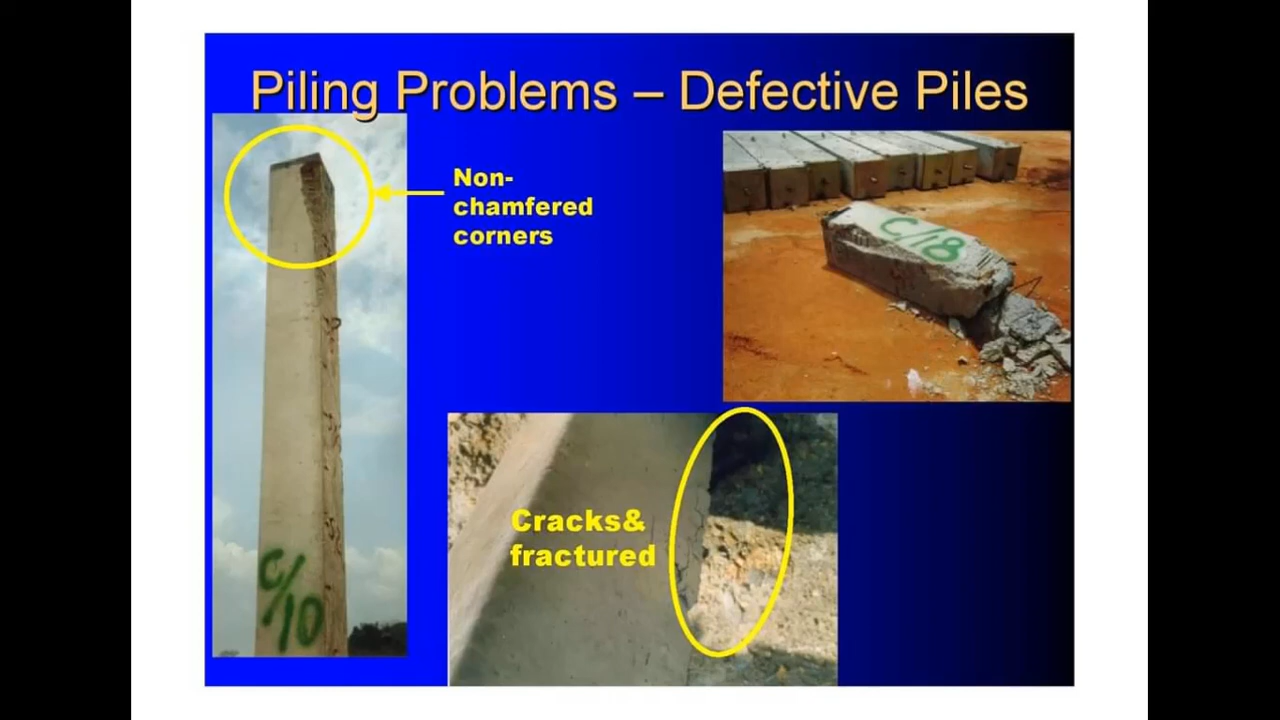 Piling Problems – Defective Piles
Non-
chamfered
corners
C/18
Cracks&
fractured
C/10